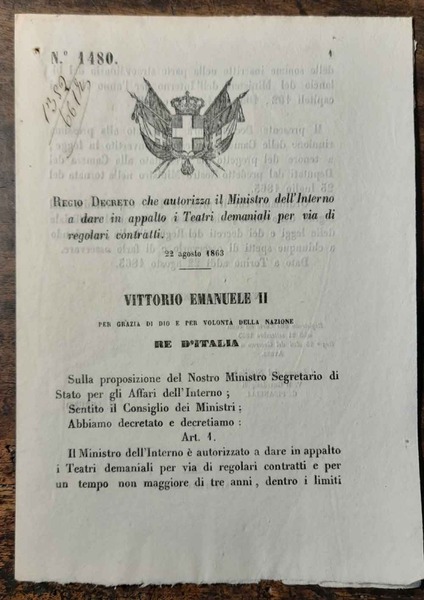 N.° 1480.
1
1382
6618
REGIO DECRETO che autorizza il Ministro dell'Interno
a dare in appalto i Teatri demaniali per via di
regolari contratti.
22 agosto 1863
VITTORIO EMANUELE II
PER GRAZIA DI DIO E PER VOLONTA DELLA NAZIONE
RE D'ITALIA
Sulla proposizione del Nostro Ministro Segretario di
Stato per gli Affari dell'Interno ;
Sentito il Consiglio dei Ministri ;
Abbiamo decretato e decretiamo :
Art. 1.
Il Ministro dell'Interno è autorizzato a dare in appalto
i Teatri demaniali per via di regolari contratti e per
un tempo non maggiore di tre anni , dentro i limiti